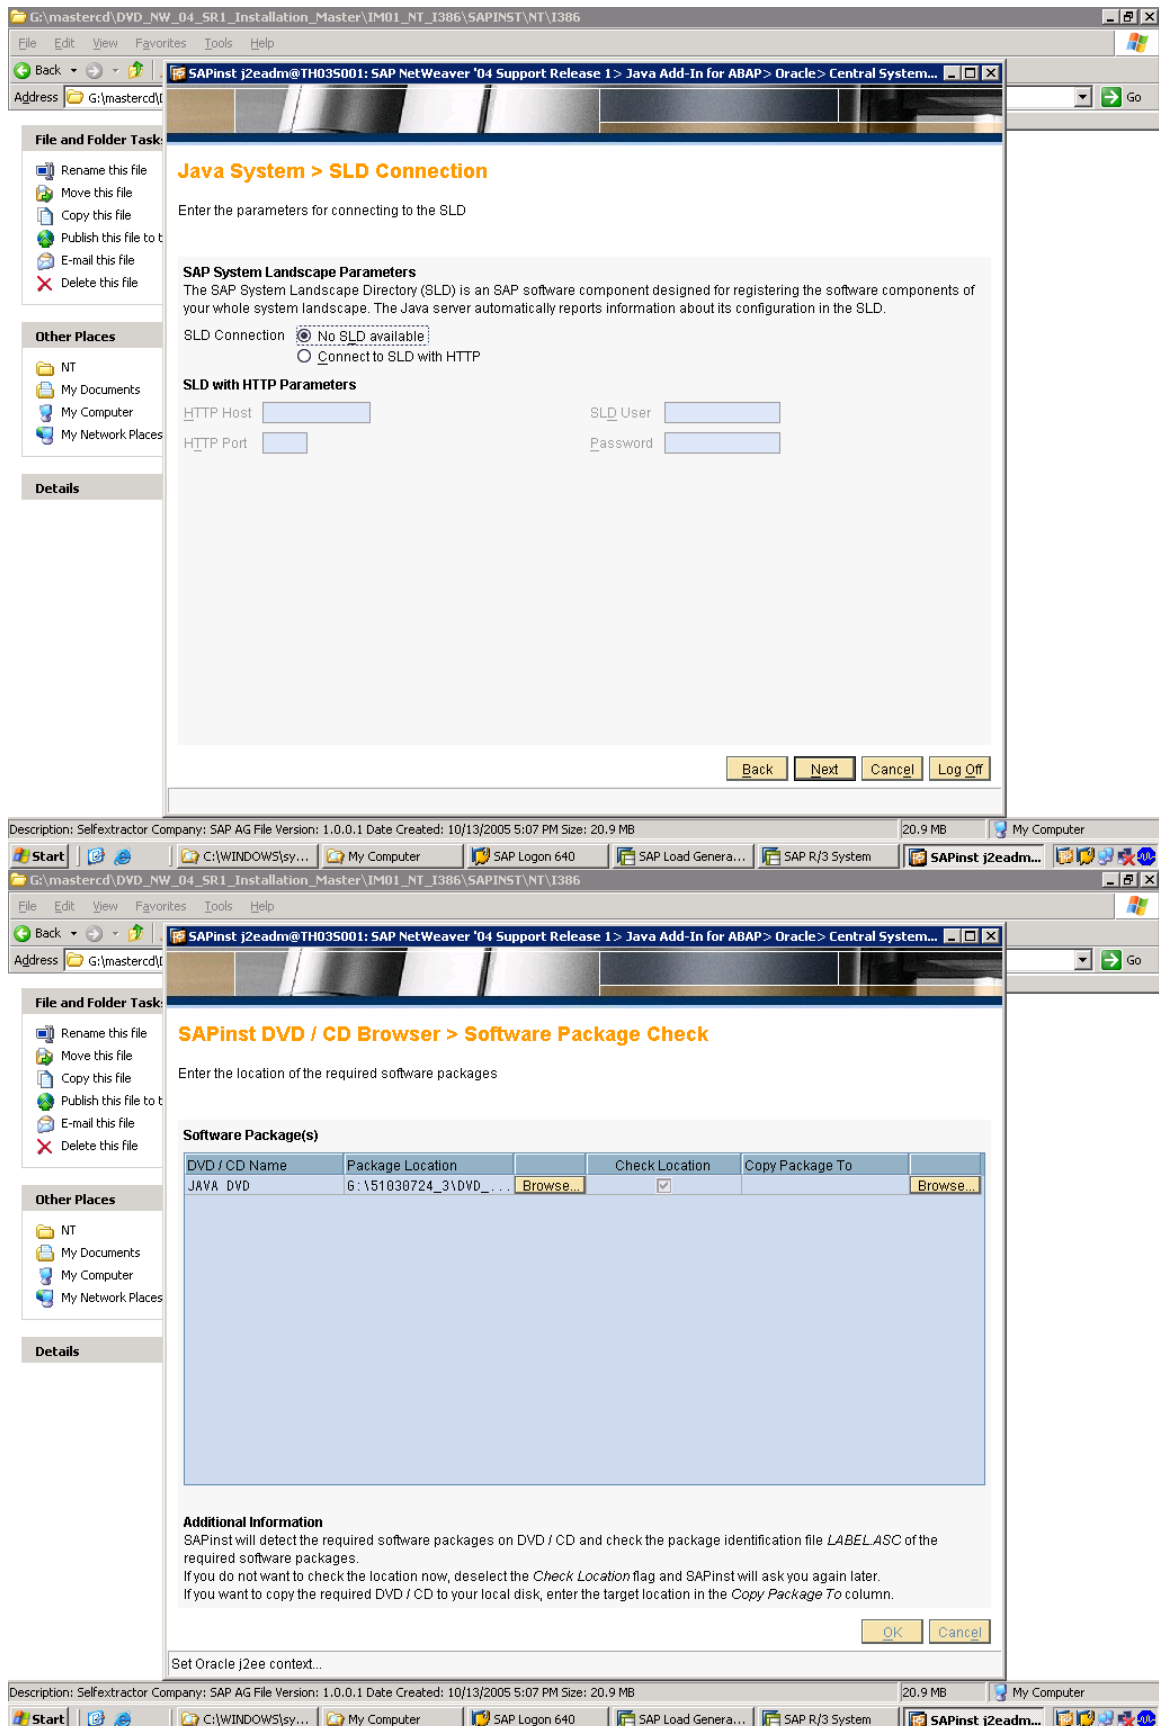 G:\mastercd\DVD_NW_04_SR1_Installation_Master\IM01_NT_I386\SAPINST\NT\I386
File Edit View Favorites Tools Help
Back
SAPinst j2eadm@TH03S001: SAP NetWeaver '04 Support Release 1> Java Add-In for ABAP> Oracle> Central System...
Address G:\mastercd\ Go
File and Folder Task
Java System > SLD Connection
Rename this file
Move this file
Enter the parameters for connecting to the SLD
Copy this file
Publish this file to t
E-mail this file
Delete this file
SAP System Landscape Parameters
The SAP System Landscape Directory (SLD) is an SAP software component designed for registering the software components of
your whole system landscape. The Java server automatically reports information about its configuration in the SLD.
Other Places
SLD Connection No SLD available
Connect to SLD with HTTP
NT
My Documents
SLD with HTTP Parameters
My Computer
HTTP Host SLD User
My Network Places
HTTP Port Password
Details
Back Next Cancel Log Off
Description: Selfextractor Company: SAP AG File Version: 1.0.0.1 Date Created: 10/13/2005 5:07 PM Size: 20.9 MB 20.9 MB My Computer
Start C:\WINDOWS\sy... My Computer SAP Logon 640 SAP Load Genera... SAP R/3 System SAPinst j2eadm...
G:\mastercd\DVD_NW_04_SR1_Installation_Master\IM01_NT_I386\SAPINST\NT\I386
File Edit View Favorites Tools Help
Back
SAPinst j2eadm@TH03S001: SAP NetWeaver '04 Support Release 1> Java Add-In for ABAP> Oracle> Central System...
Address G:\mastercd\ Go
File and Folder Task
SAPinst DVD / CD Browser > Software Package Check
Rename this file
Move this file
Enter the location of the required software packages
Copy this file
Publish this file to t
E-mail this file
Delete this file
Software Package(s)
DVD / CD Name Package Location Check Location Copy Package To
JAVA DVD G:\51030724_3\DVD_... Browse... Browse...
Other Places
NT
My Documents
My Computer
My Network Places
Details
Additional Information
SAPinst will detect the required software packages on DVD / CD and check the package identification file LABEL.ASC of the
required software packages.
If you do not want to check the location now, deselect the Check Location flag and SAPinst will ask you again later.
If you want to copy the required DVD / CD to your local disk, enter the target location in the Copy Package To column.
OK Cancel
Set Oracle j2ee context...
Description: Selfextractor Company: SAP AG File Version: 1.0.0.1 Date Created: 10/13/2005 5:07 PM Size: 20.9 MB 20.9 MB My Computer
Start C:\WINDOWS\sy... My Computer SAP Logon 640 SAP Load Genera... SAP R/3 System SAPinst j2eadm...